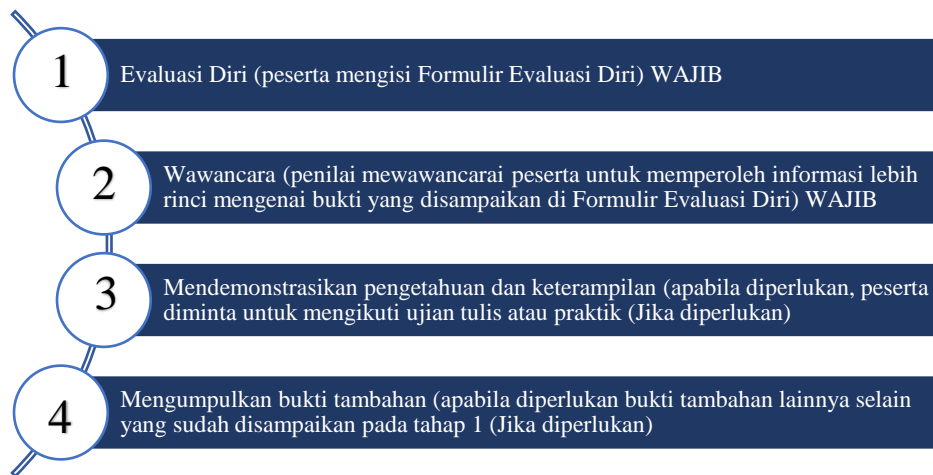 1
Evaluasi Diri (peserta mengisi Formulir Evaluasi Diri) WAJIB
2
Wawancara (penilai mewawancarai peserta untuk memperoleh informasi lebih
rinci mengenai bukti yang disampaikan di Formulir Evaluasi Diri) WAJIB
3
Mendemonstrasikan pengetahuan dan keterampilan (apabila diperlukan, peserta
diminta untuk mengikuti ujian tulis atau praktik (Jika diperlukan)
4
Mengumpulkan bukti tambahan (apabila diperlukan bukti tambahan lainnya selain
yang sudah disampaikan pada tahap 1 (Jika diperlukan)